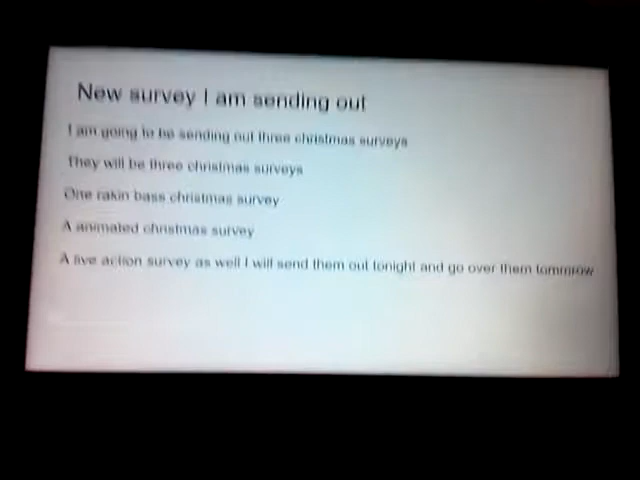 New survey I am sending out
I am going to be sending out three christmas surveys
They will be three christmas surveys
One rakin bass christmas survey
A animated christmas survey
A live action survey as well I will send them out tonight and go over them tommrow